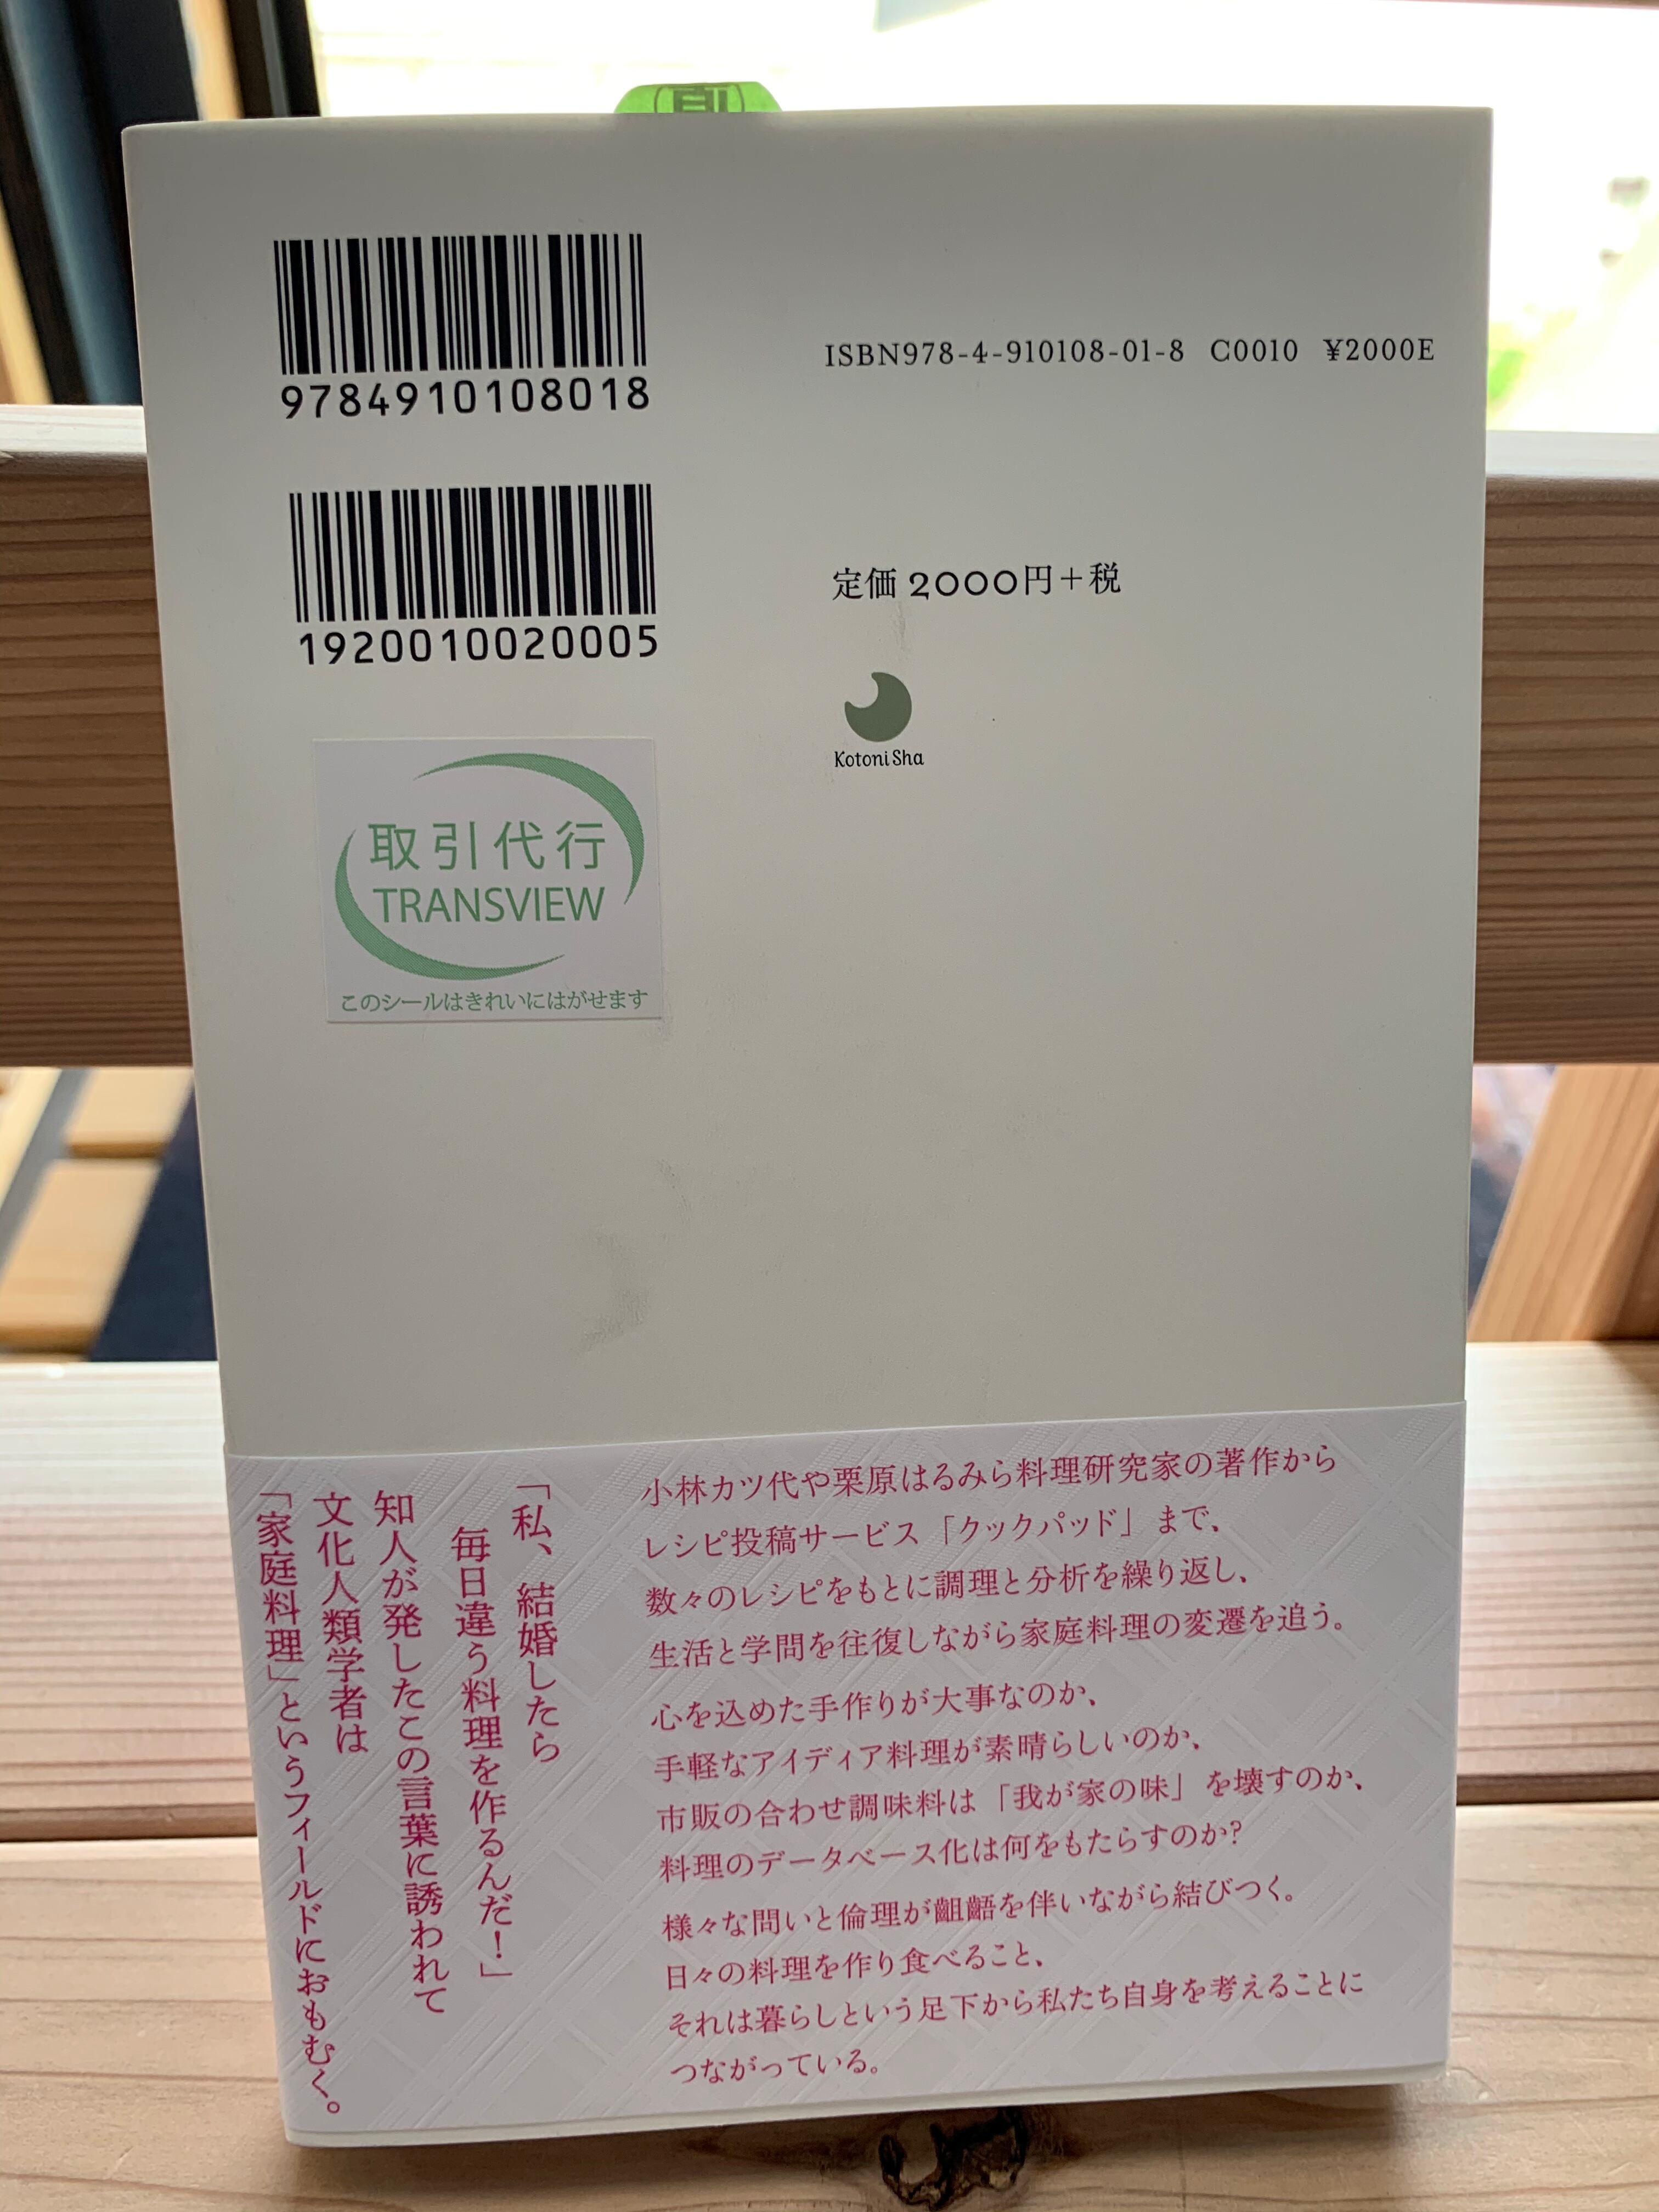 9784910108018
ISBN978-4-910108-01-8 C0010 ¥2000E
1920010020005
定価2000円+税
Kotoni Sha
取引代行
TRANSVIEW
このシールはきれいにはがせます
「私、結婚したら
毎日違う料理を作るんだ!」
知人が発したこの言葉に誘われて
文化人類学者は
「家庭料理」というフィールドにおもむく。
小林カツ代や栗原はるみら料理研究家の著作から
レシピ投稿サービス「クックパッド」まで、
数々のレシピをもとに調理と分析を繰り返し、
生活と学問を往復しながら家庭料理の変遷を追う。
心を込めた手作りが大事なのか、
手軽なアイディア料理が素晴らしいのか、
市販の合わせ調味料は「我が家の味」を壊すのか、
料理のデータベース化は何をもたらすのか?
様々な問いと倫理が齟齬を伴いながら結びつく。
日々の料理を作り食べること、
それは暮らしという足下から私たち自身を考えることに
つながっている。